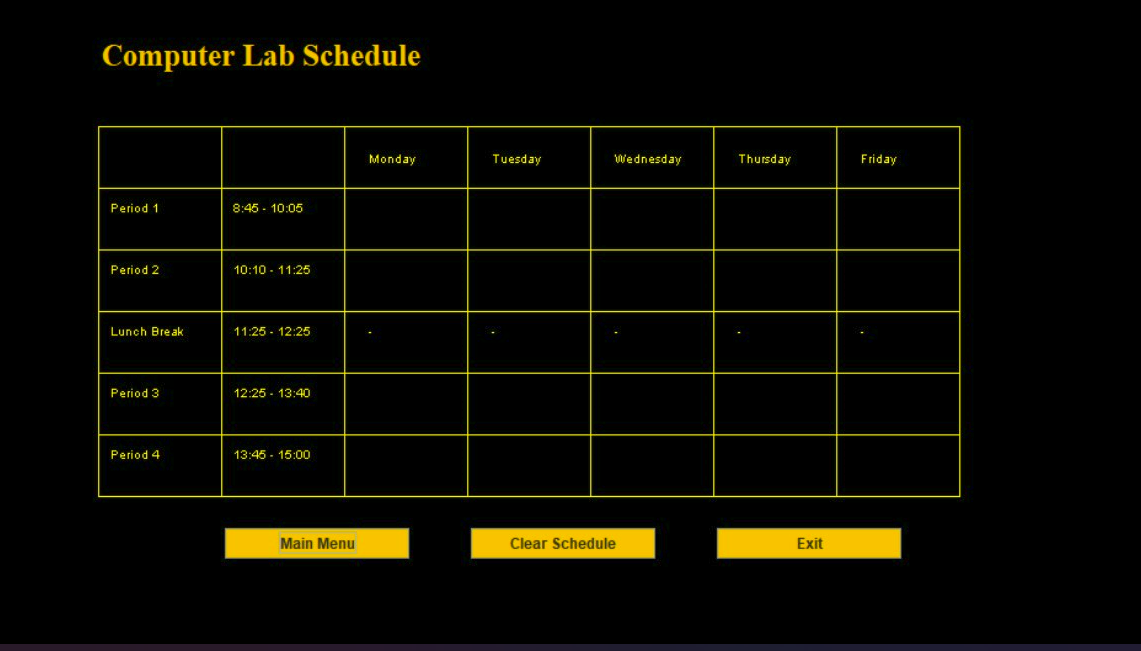 Computer Lab Schedule
Monday Tuesday Wednesday Thursday Friday
Period 1 8:45 - 10:05
Period 2 10:10 - 11:25
Lunch Break 11:25 - 12:25 - - - - -
Period 3 12:25 - 13:40
Period 4 13:45 - 15:00
Main Menu Clear Schedule Exit